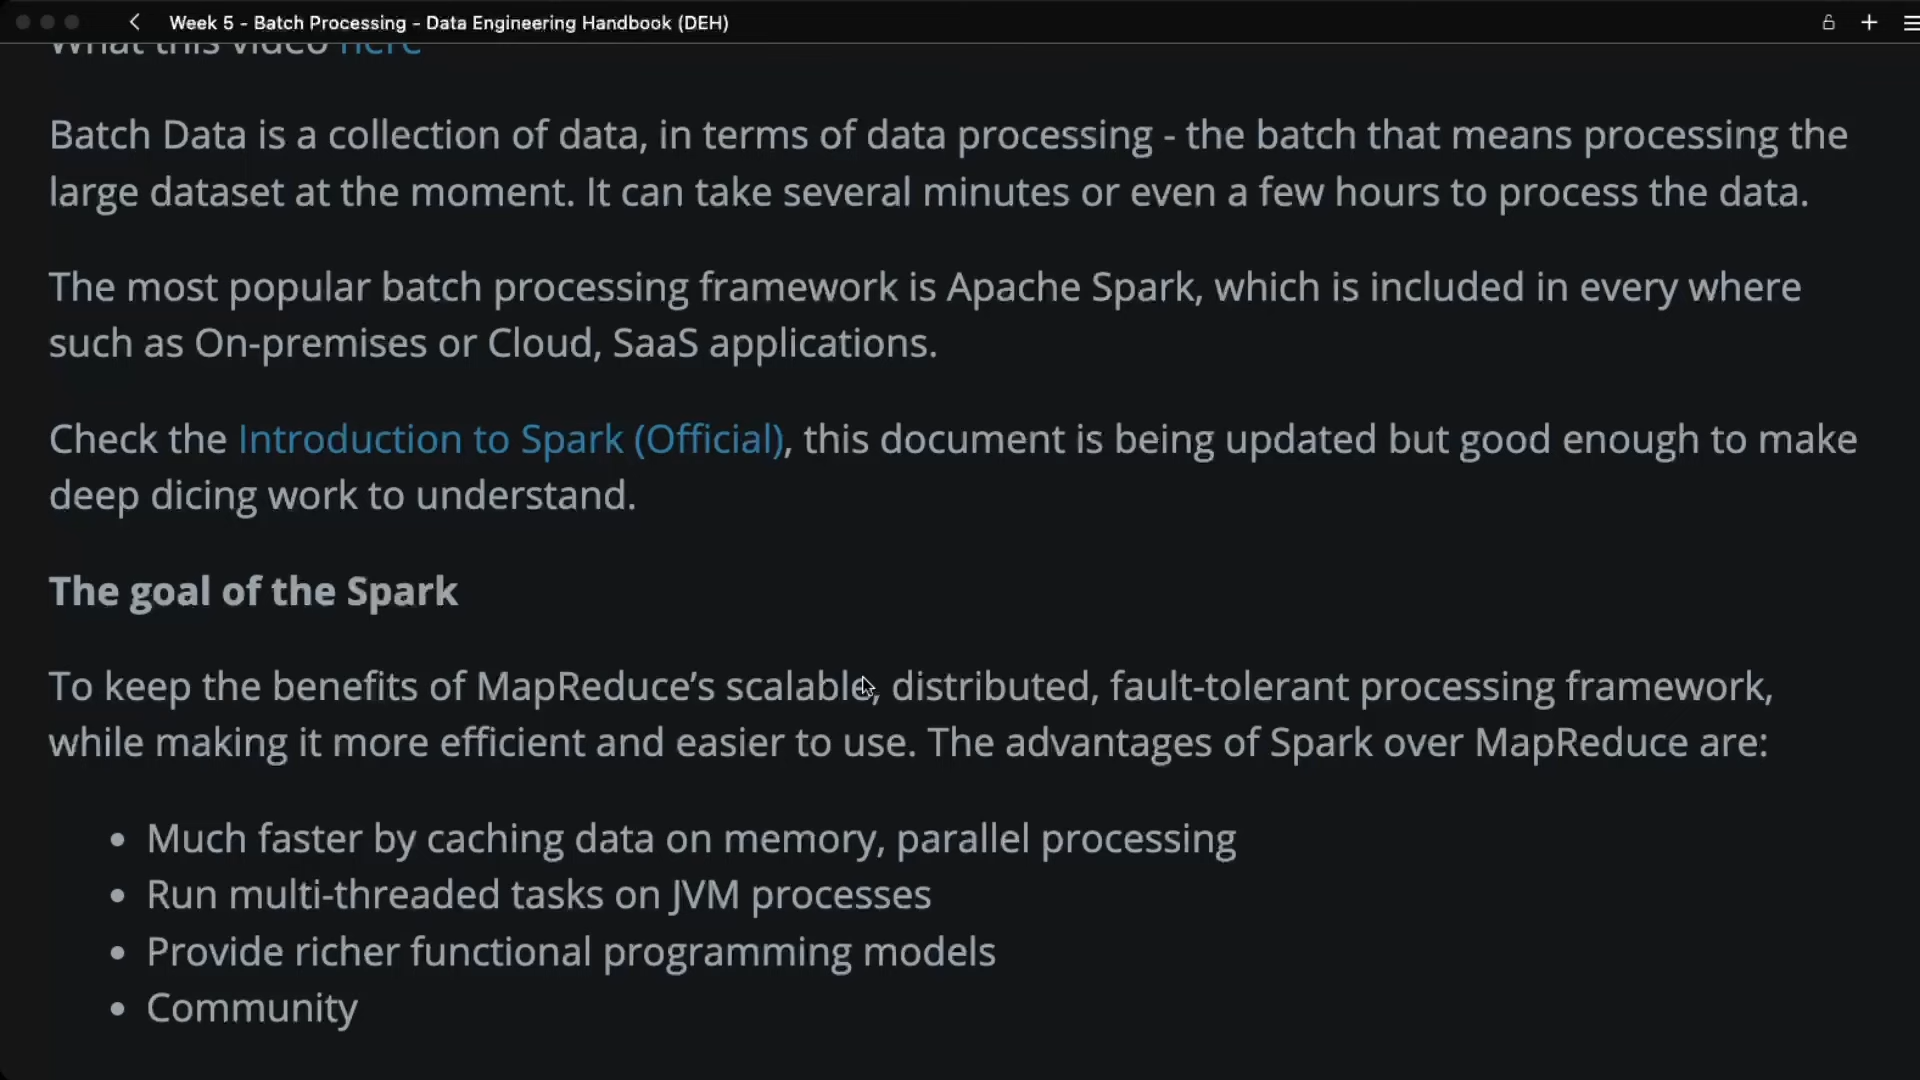 Week 5 - Batch Processing - Data Engineering Handbook (DEH)
What this video here
Batch Data is a collection of data, in terms of data processing - the batch that means processing the
large dataset at the moment. It can take several minutes or even a few hours to process the data.
The most popular batch processing framework is Apache Spark, which is included in every where
such as On-premises or Cloud, SaaS applications.
Check the Introduction to Spark (Official), this document is being updated but good enough to make
deep dicing work to understand.
The goal of the Spark
To keep the benefits of MapReduce’s scalable, distributed, fault-tolerant processing framework,
while making it more efficient and easier to use. The advantages of Spark over MapReduce are:
• Much faster by caching data on memory, parallel processing
• Run multi-threaded tasks on JVM processes
• Provide richer functional programming models
• Community